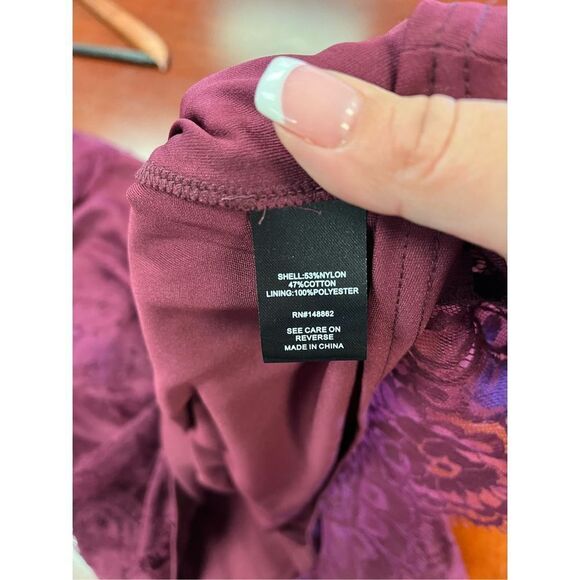 SHELL:53%NYLON
47%COTTON
LINING:100%POLYESTER
RN#148862
SEE CARE ON
REVERSE
MADE IN CHINA